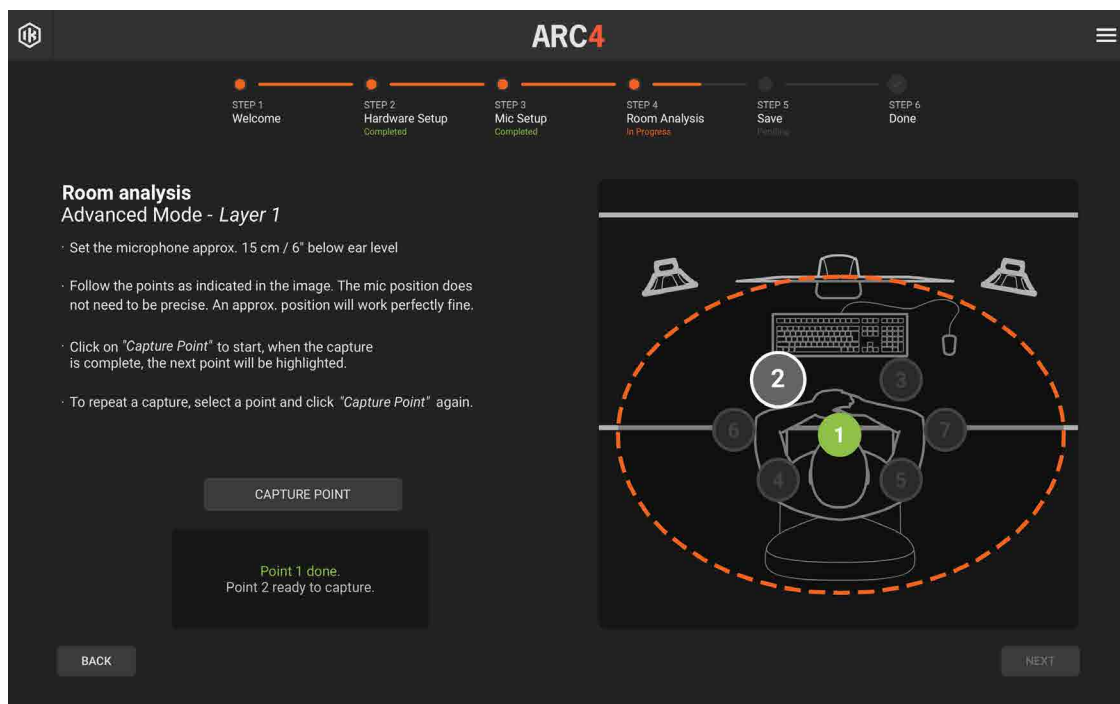 IK
ARC4
STEP 1
Welcome
STEP 2
Hardware Setup
Completed
STEP 3
Mic Setup
Completed
STEP 4
Room Analysis
In Progress
STEP 5
Save
Pending
STEP 6
Done
Room analysis
Advanced Mode - Layer 1
· Set the microphone approx. 15 cm / 6" below ear level
· Follow the points as indicated in the image. The mic position does
not need to be precise. An approx. position will work perfectly fine.
· Click on "Capture Point" to start, when the capture
is complete, the next point will be highlighted.
· To repeat a capture, select a point and click "Capture Point" again.
CAPTURE POINT
Point 1 done.
Point 2 ready to capture.
2
3
6
1
7
4
5
BACK
NEXT